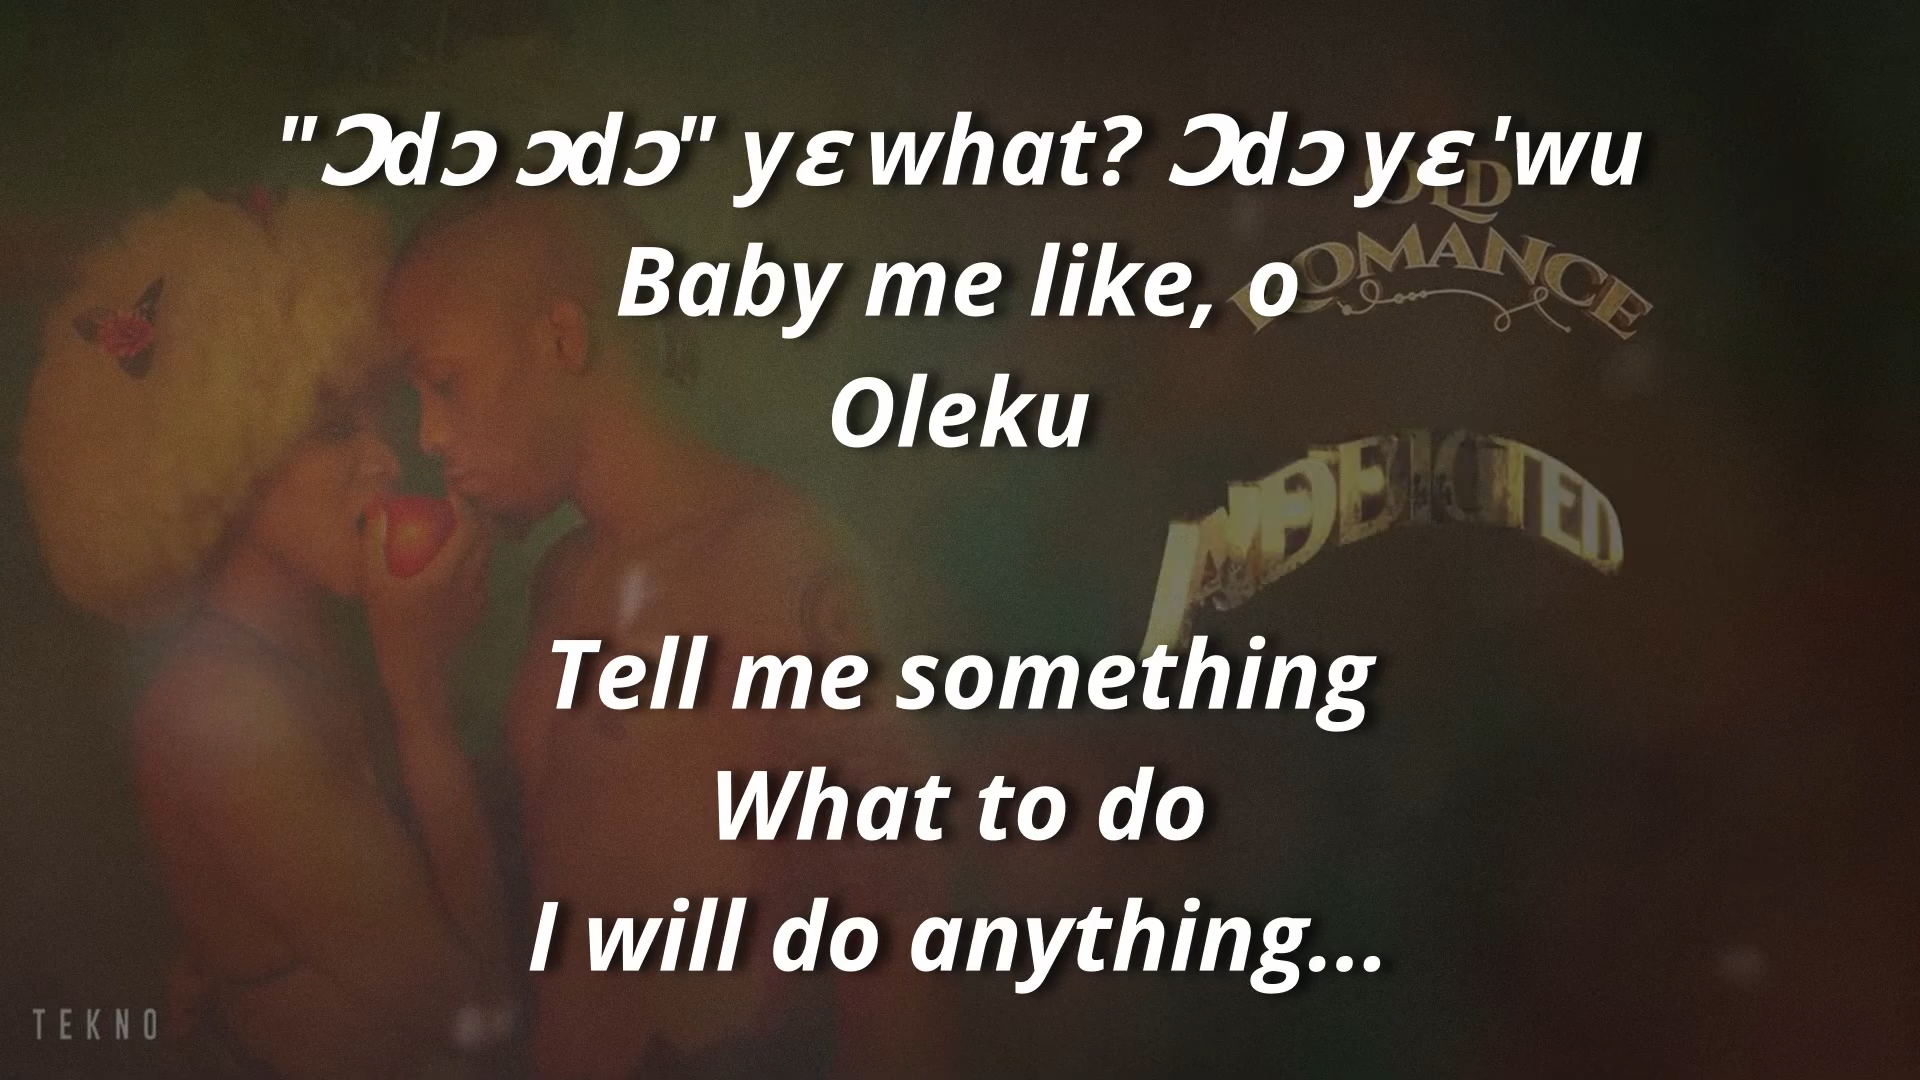 "Ɔdɔ ɔdɔ" yɛ what? Ɔdɔ yɛ 'wu
Baby me like, o
Oleku
Tell me something
What to do
I will do anything...
OLD
ROMANCE
TEKNO